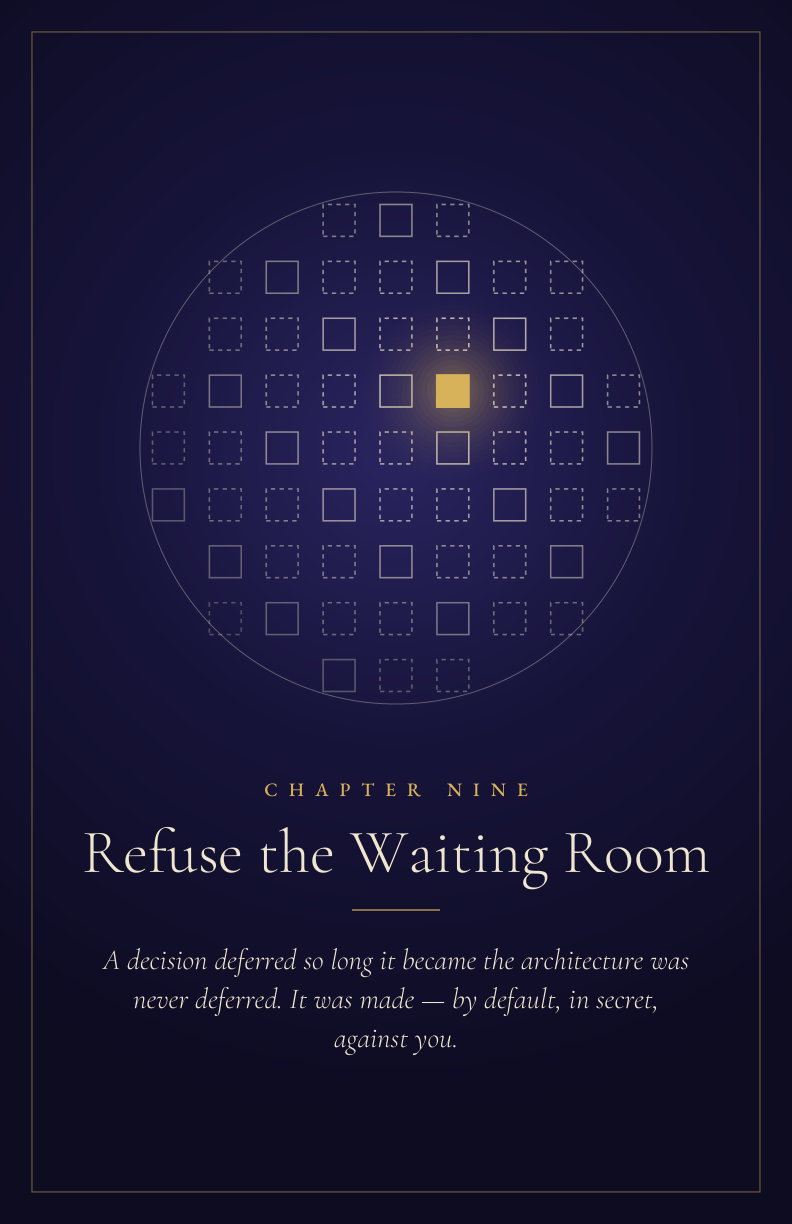 CHAPTER NINE
Refuse the Waiting Room
A decision deferred so long it became the architecture was
never deferred. It was made — by default, in secret,
against you.